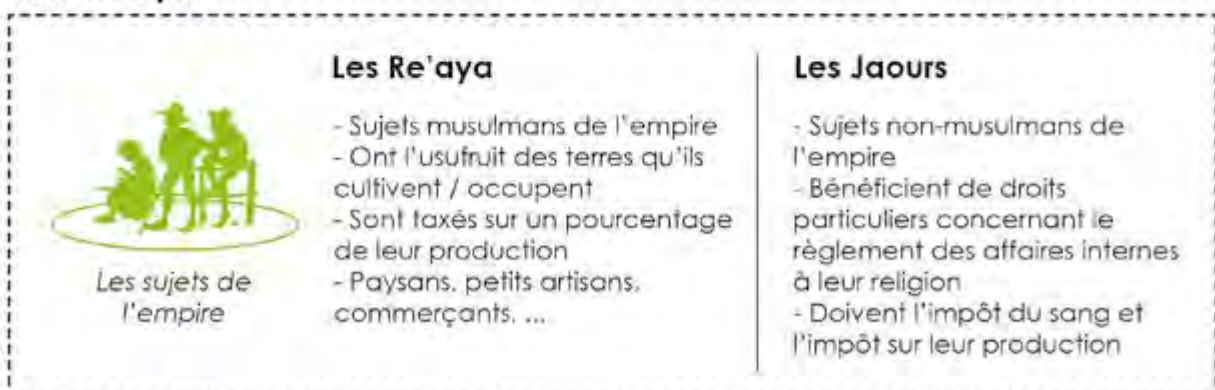 Les sujets de
l'empire
Les Re'aya
- Sujets musulmans de l'empire
- Ont l'usufruit des terres qu'ils
cultivent / occupent
- Sont taxés sur un pourcentage
de leur production
- Paysans, petits artisans,
commerçants, ...
Les Jaours
- Sujets non-musulmans de
l'empire
- Bénéficient de droits
particuliers concernant le
règlement des affaires internes
à leur religion
- Doivent l'impôt du sang et
l'impôt sur leur production